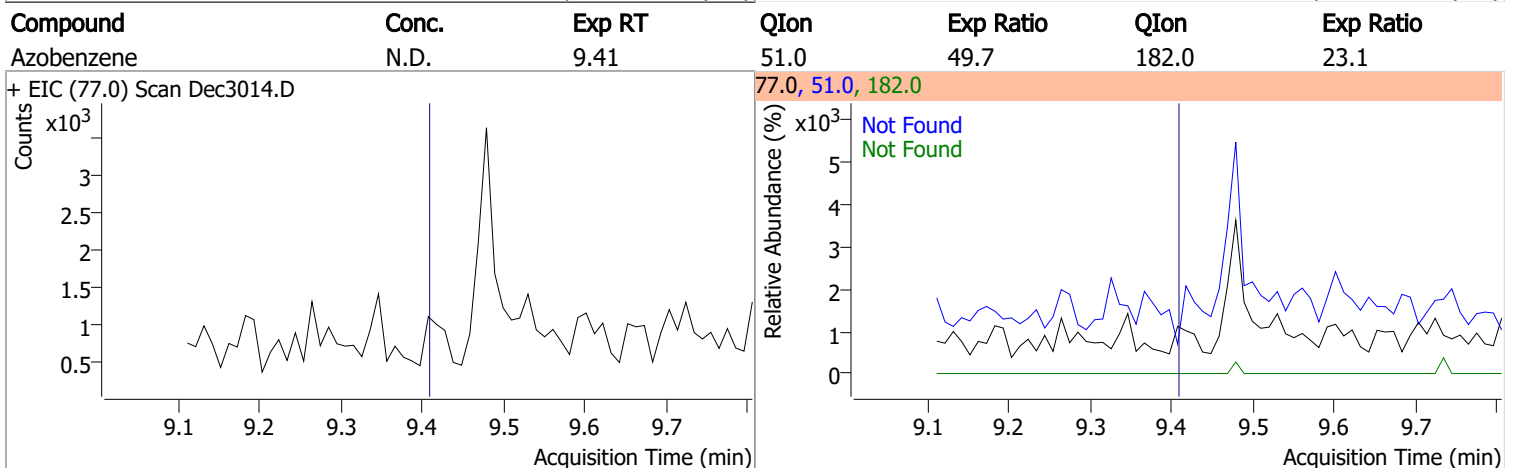 Compound Conc. Exp RT QIon Exp Ratio QIon Exp Ratio
Azobenzene N.D. 9.41 51.0 49.7 182.0 23.1
+ EIC (77.0) Scan Dec3014.D
Counts
x10³
3
2.5
2
1.5
1
0.5
9.1 9.2 9.3 9.4 9.5 9.6 9.7
Acquisition Time (min)
77.0, 51.0, 182.0
Relative Abundance (%)
x10³
Not Found
Not Found
5
4
3
2
1
0
9.1 9.2 9.3 9.4 9.5 9.6 9.7
Acquisition Time (min)